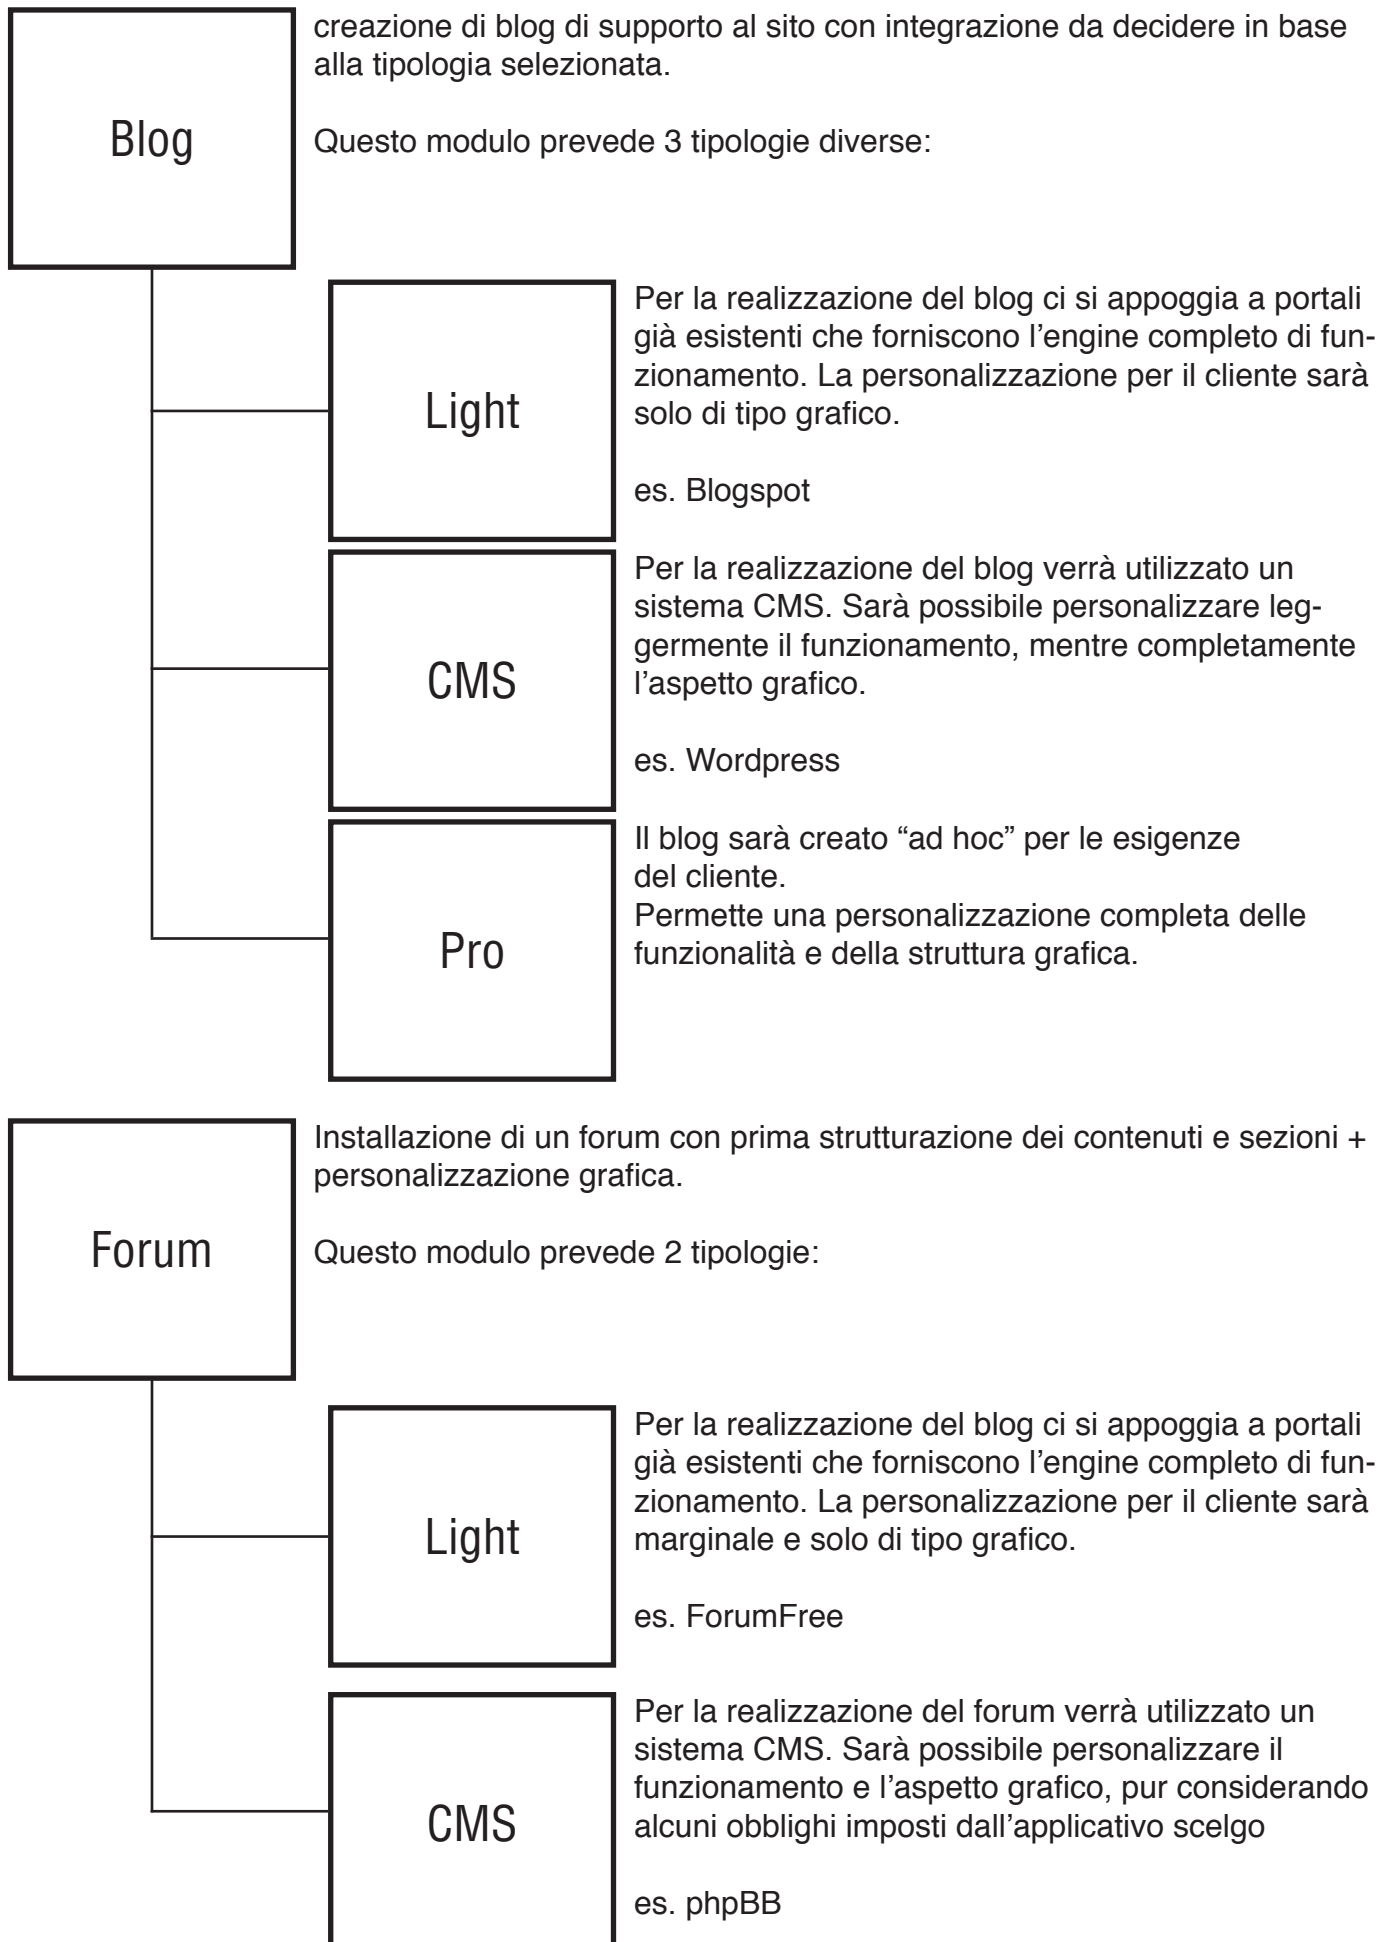 Blog
creazione di blog di supporto al sito con integrazione da decidere in base
alla tipologia selezionata.
Questo modulo prevede 3 tipologie diverse:
Light
Per la realizzazione del blog ci si appoggia a portali
già esistenti che forniscono l’engine completo di fun-
zionamento. La personalizzazione per il cliente sarà
solo di tipo grafico.
es. Blogspot
CMS
Per la realizzazione del blog verrà utilizzato un
sistema CMS. Sarà possibile personalizzare leg-
germente il funzionamento, mentre completamente
l’aspetto grafico.
es. Wordpress
Pro
Il blog sarà creato “ad hoc” per le esigenze
del cliente.
Permette una personalizzazione completa delle
funzionalità e della struttura grafica.
Forum
Installazione di un forum con prima strutturazione dei contenuti e sezioni +
personalizzazione grafica.
Questo modulo prevede 2 tipologie:
Light
Per la realizzazione del blog ci si appoggia a portali
già esistenti che forniscono l’engine completo di fun-
zionamento. La personalizzazione per il cliente sarà
marginale e solo di tipo grafico.
es. ForumFree
CMS
Per la realizzazione del forum verrà utilizzato un
sistema CMS. Sarà possibile personalizzare il
funzionamento e l’aspetto grafico, pur considerando
alcuni obblighi imposti dall’applicativo scelgo
es. phpBB